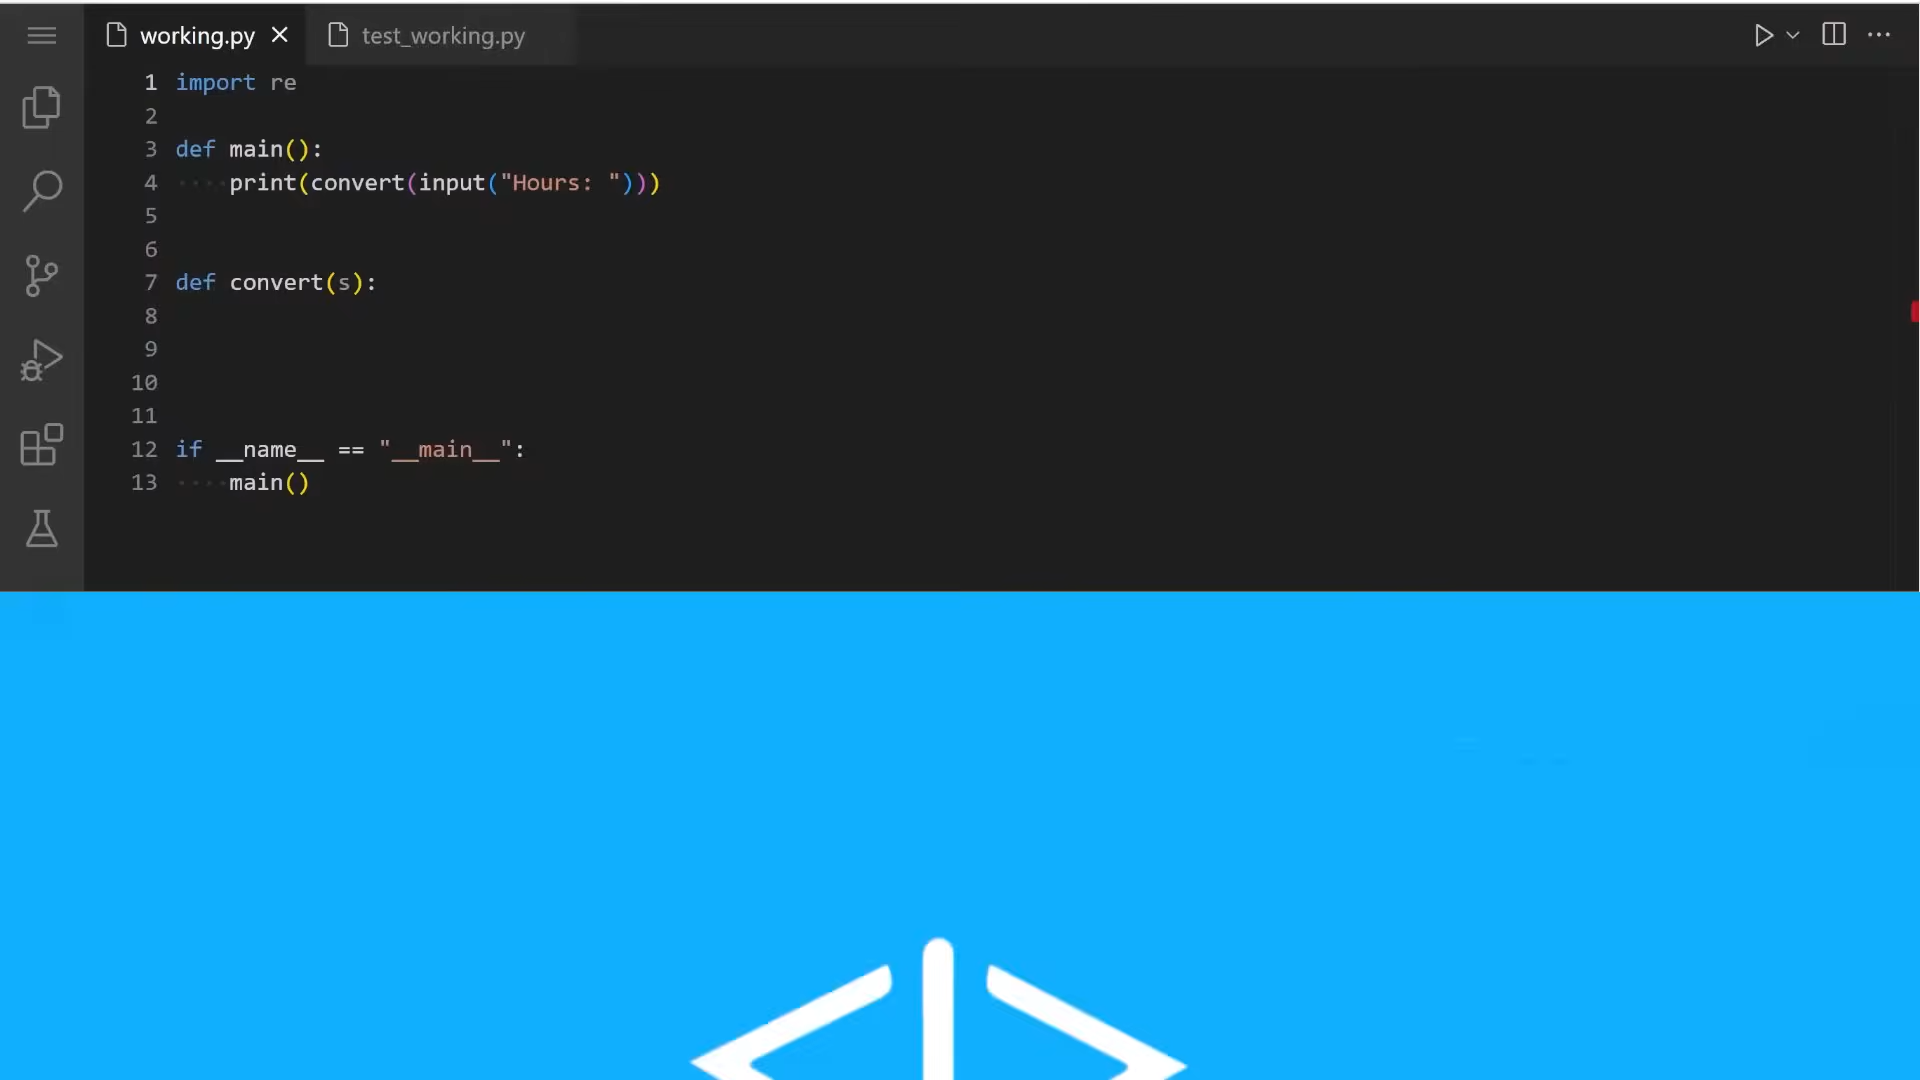 working.py
test_working.py
1 import re
2
3 def main():
4 print(convert(input("Hours: ")))
5
6
7 def convert(s):
8
9
10
11
12 if __name__ == "__main__":
13 main()